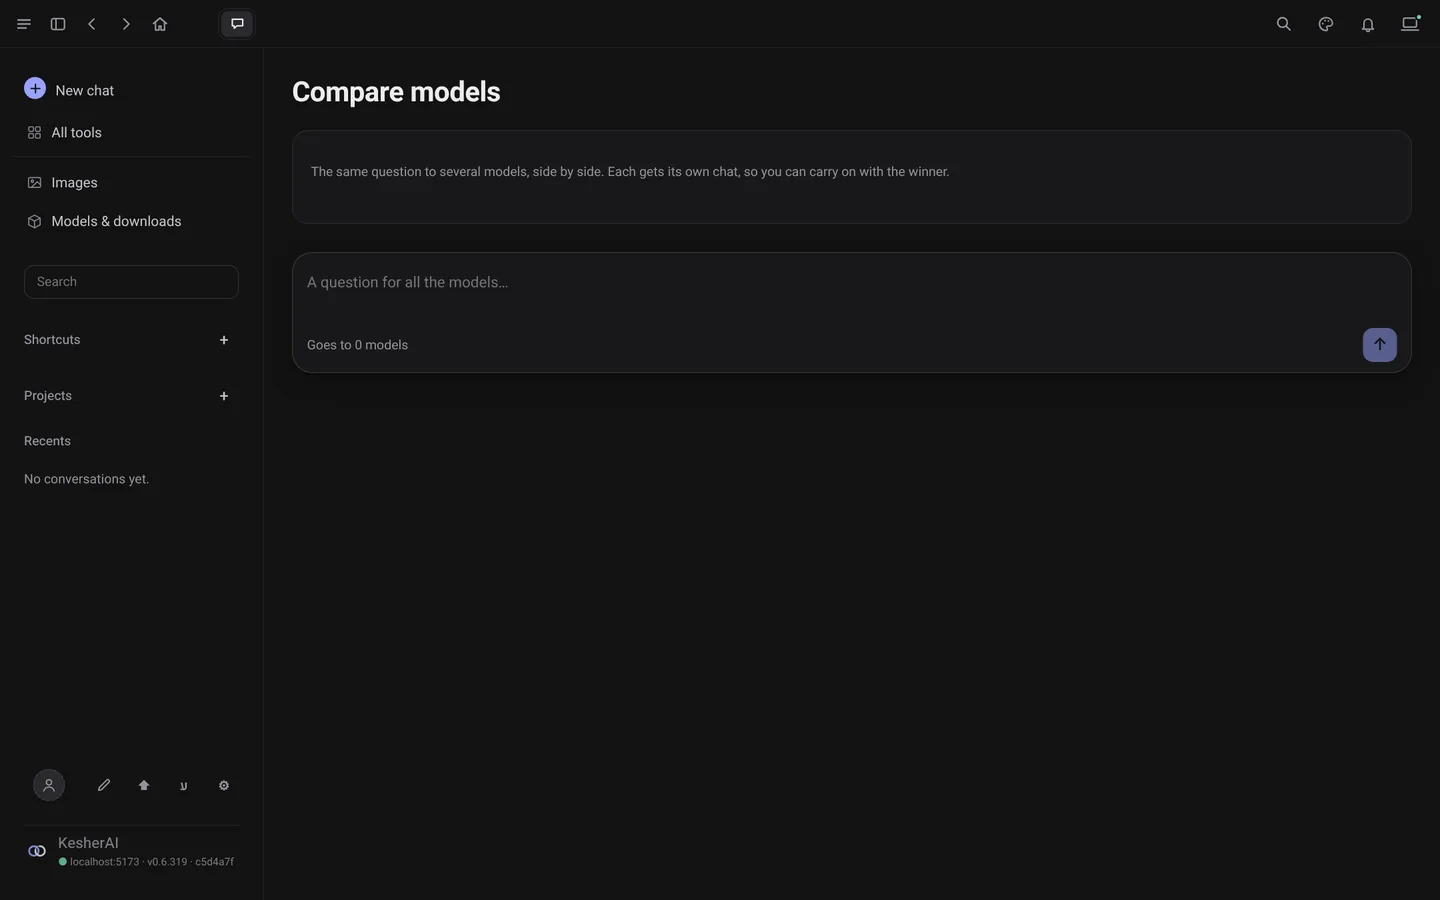 New chat
All tools
Images
Models & downloads
Search
Shortcuts
Projects
Recents
No conversations yet.
ע
KesherAI
localhost:5173 · v0.6.319 · c5d4a7f
Compare models
The same question to several models, side by side. Each gets its own chat, so you can carry on with the winner.
A question for all the models…
Goes to 0 models